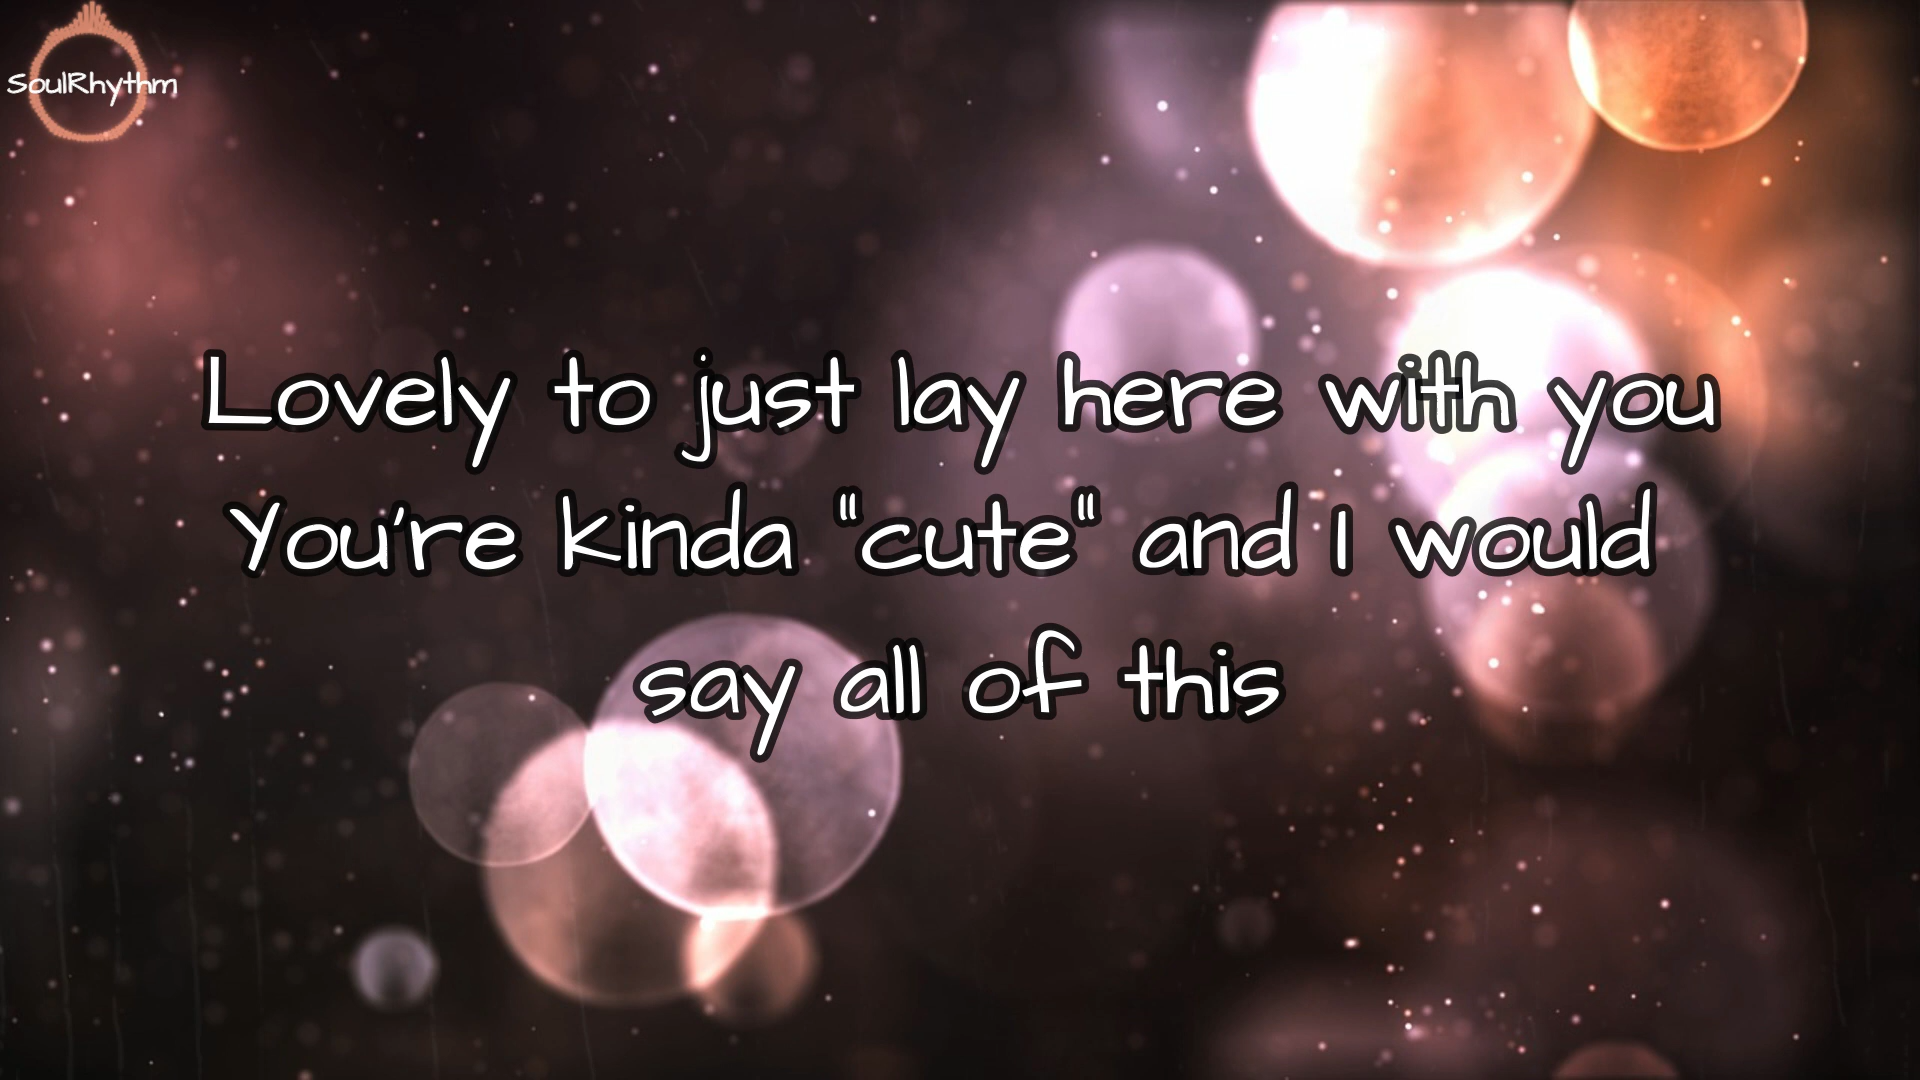 SoulRhythm
Lovely to just lay here with you
You're kinda "cute" and I would
say all of this